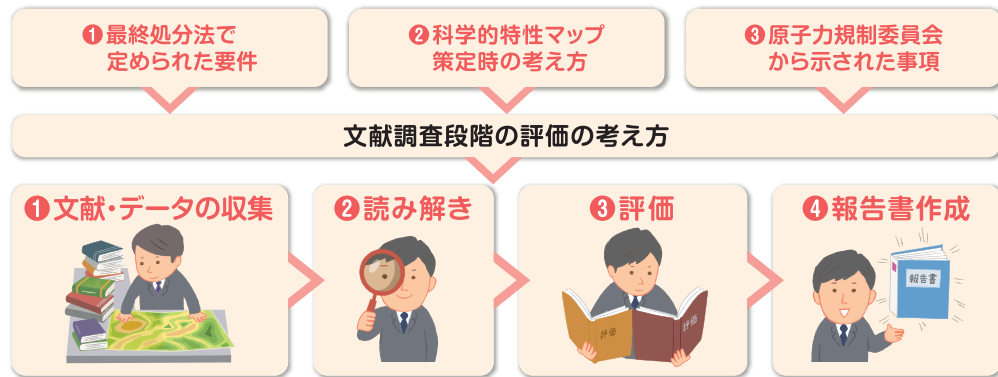 ❶最終処分法で
定められた要件
❷科学的特性マップ
策定時の考え方
❸原子力規制委員会
から示された事項
文献調査段階の評価の考え方
❶文献・データの収集
❷読み解き
❸評価
❹報告書作成
評価
評価
報告書